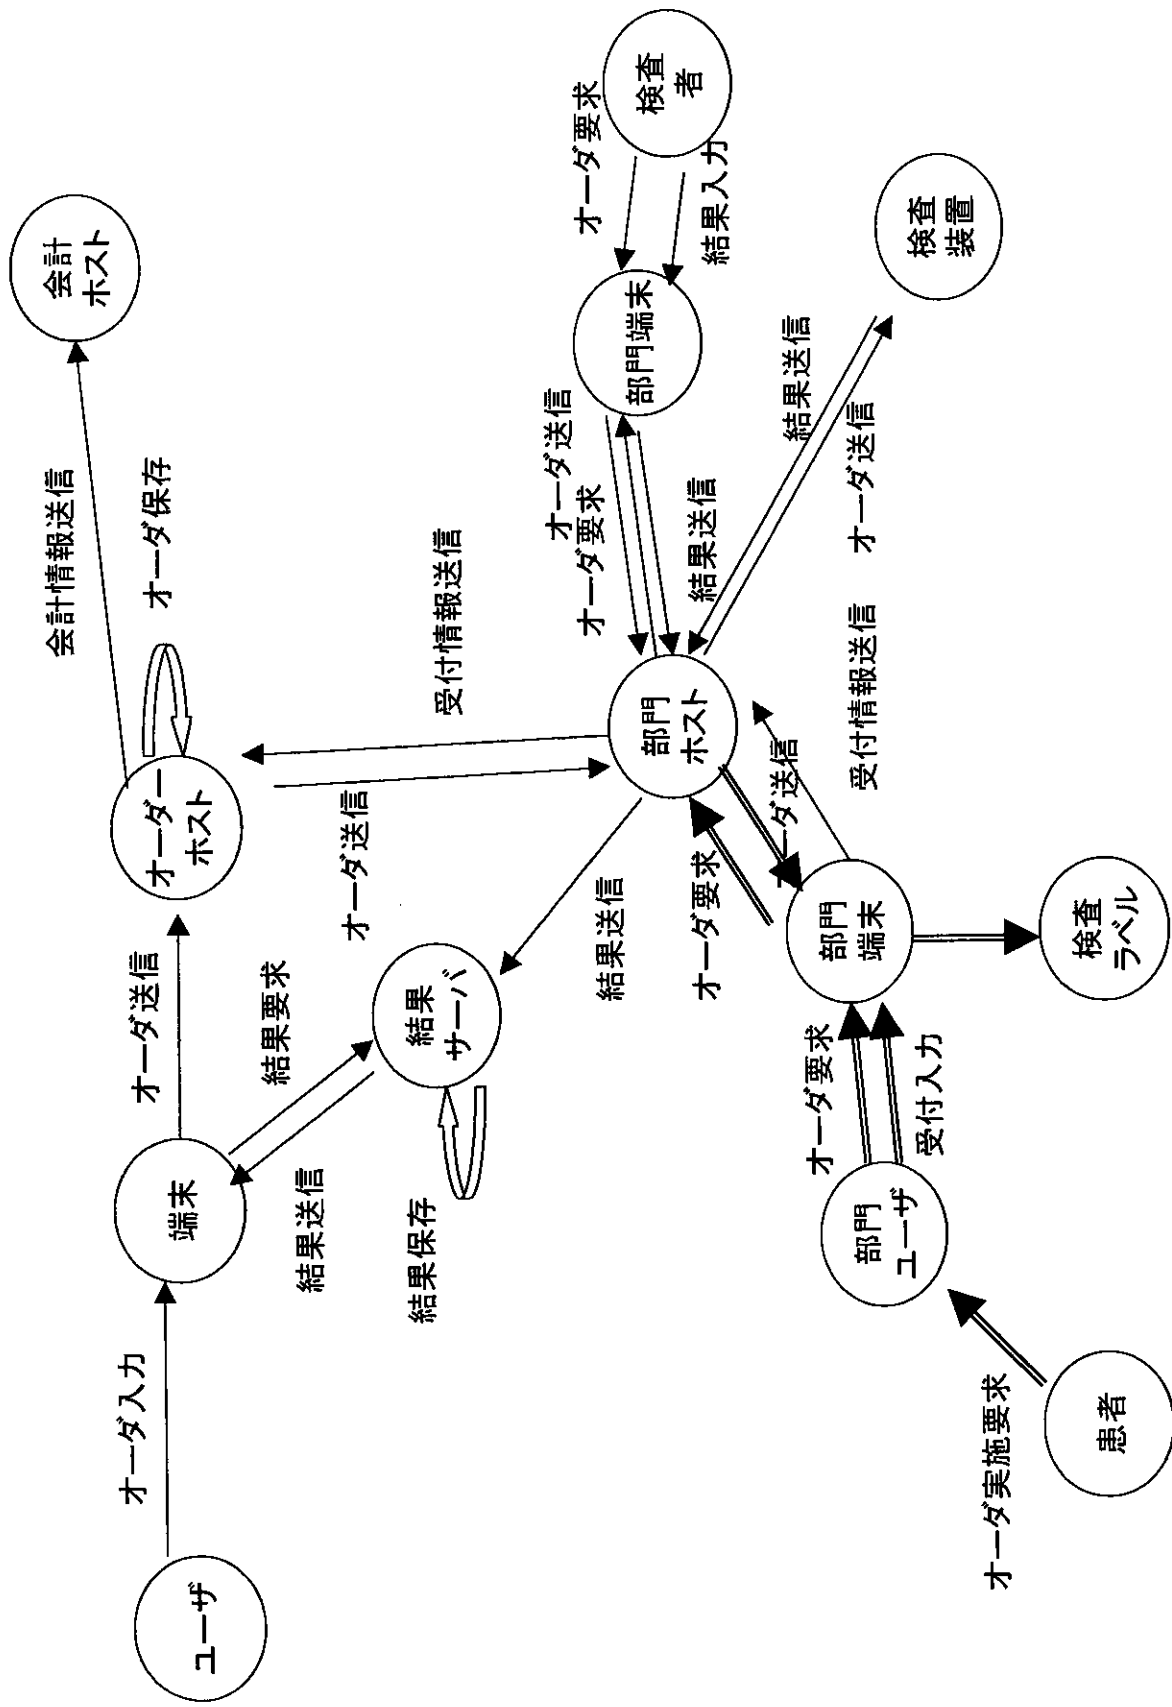 ユーザ
オーダ入力
端末
オーダ送信
オーダー
ホスト
オーダ保存
会計情報送信
会計
ホスト
結果要求
結果送信
結果
サーバ
結果保存
オーダ送信
受付情報送信
結果送信
部門
ホスト
オーダ要求
オーダ送信
結果送信
部門端末
オーダ要求
結果入力
検査
者
結果送信
オーダ送信
検査
装置
オーダ要求
オーダ送信
受付情報送信
部門
端末
検査
ラベル
オーダ要求
受付入力
部門
ユーザ
オーダ実施要求
患者